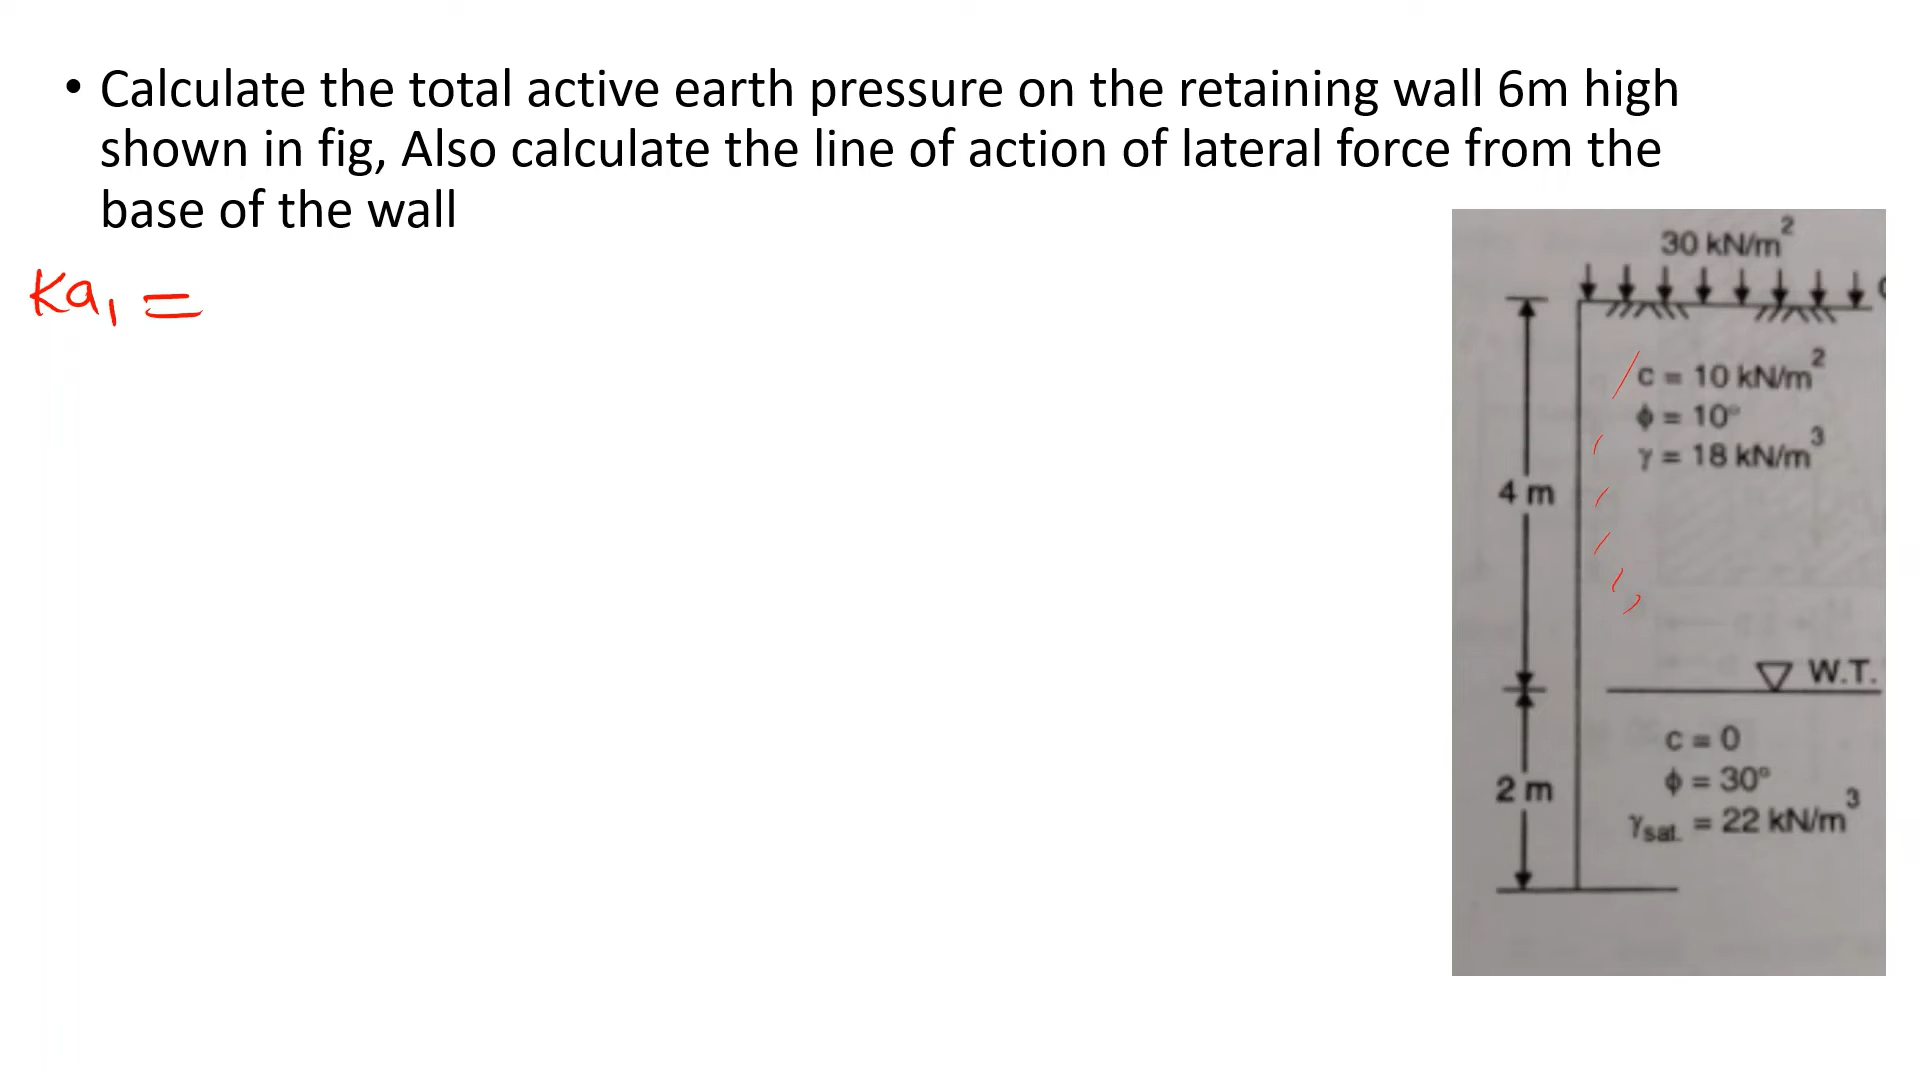 • Calculate the total active earth pressure on the retaining wall 6m high
shown in fig, Also calculate the line of action of lateral force from the
base of the wall
Ka₁ =
30 kN/m²
c = 10 kN/m²
ϕ = 10°
γ = 18 kN/m³
4 m
W.T.
c = 0
ϕ = 30°
2 m
γsat. = 22 kN/m³